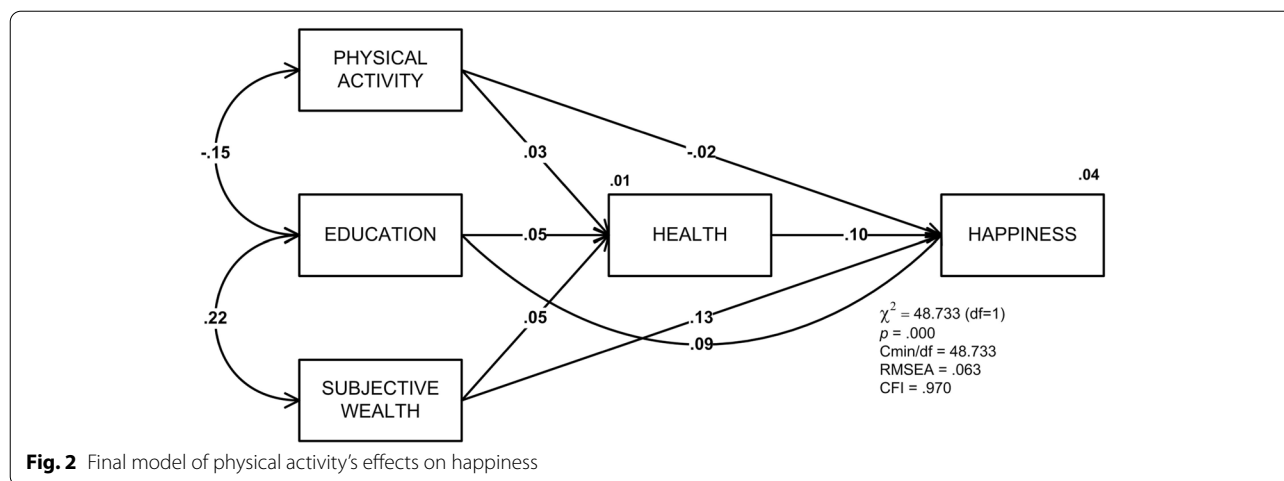 PHYSICAL
ACTIVITY
-.15
.03
-.02
.01
.04
EDUCATION
.05
HEALTH
.10
HAPPINESS
.22
.05
.13
.09
χ² = 48.733 (df=1)
p = .000
Cmin/df = 48.733
RMSEA = .063
CFI = .970
SUBJECTIVE
WEALTH
Fig. 2 Final model of physical activity’s effects on happiness